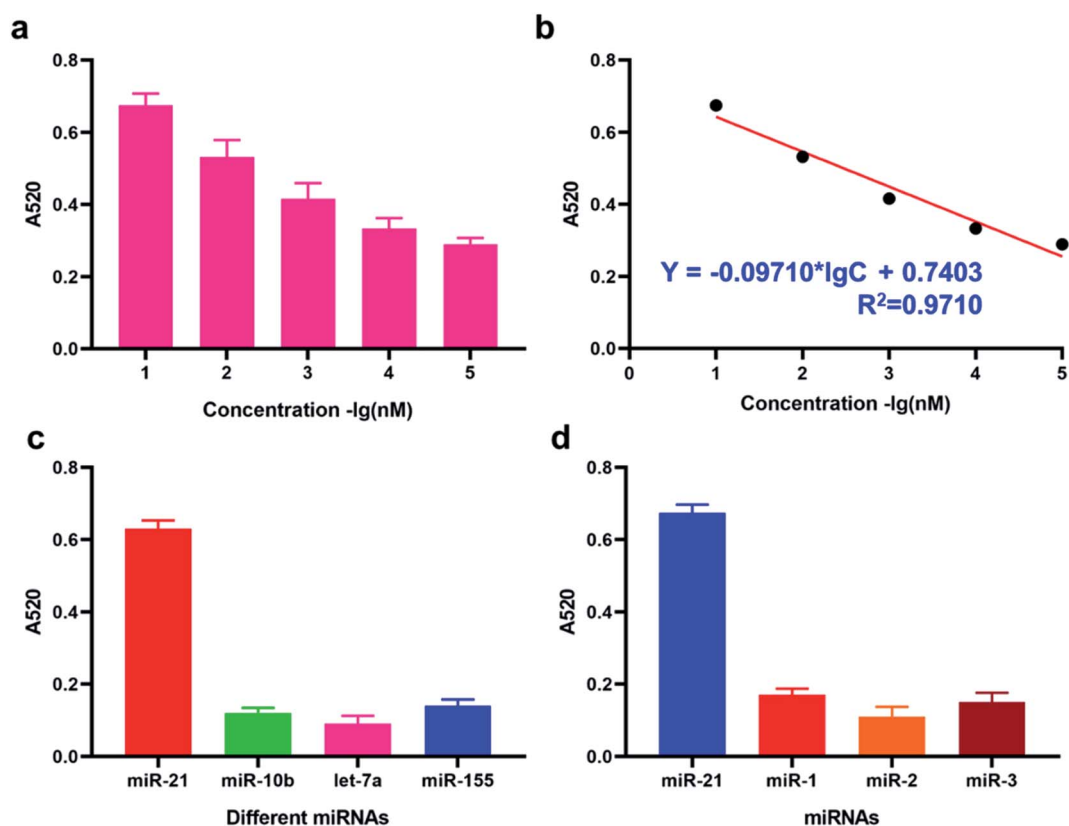 a
0.8
0.6
0.4
0.2
0.0
A520
1 2 3 4 5
Concentration -lg(nM)
b
0.8
0.6
0.4
0.2
0.0
A520
Y = -0.09710*lgC + 0.7403
R²=0.9710
0 1 2 3 4 5
Concentration -lg(nM)
c
0.8
0.6
0.4
0.2
0.0
A520
miR-21 miR-10b let-7a miR-155
Different miRNAs
d
0.8
0.6
0.4
0.2
0.0
A520
miR-21 miR-1 miR-2 miR-3
miRNAs